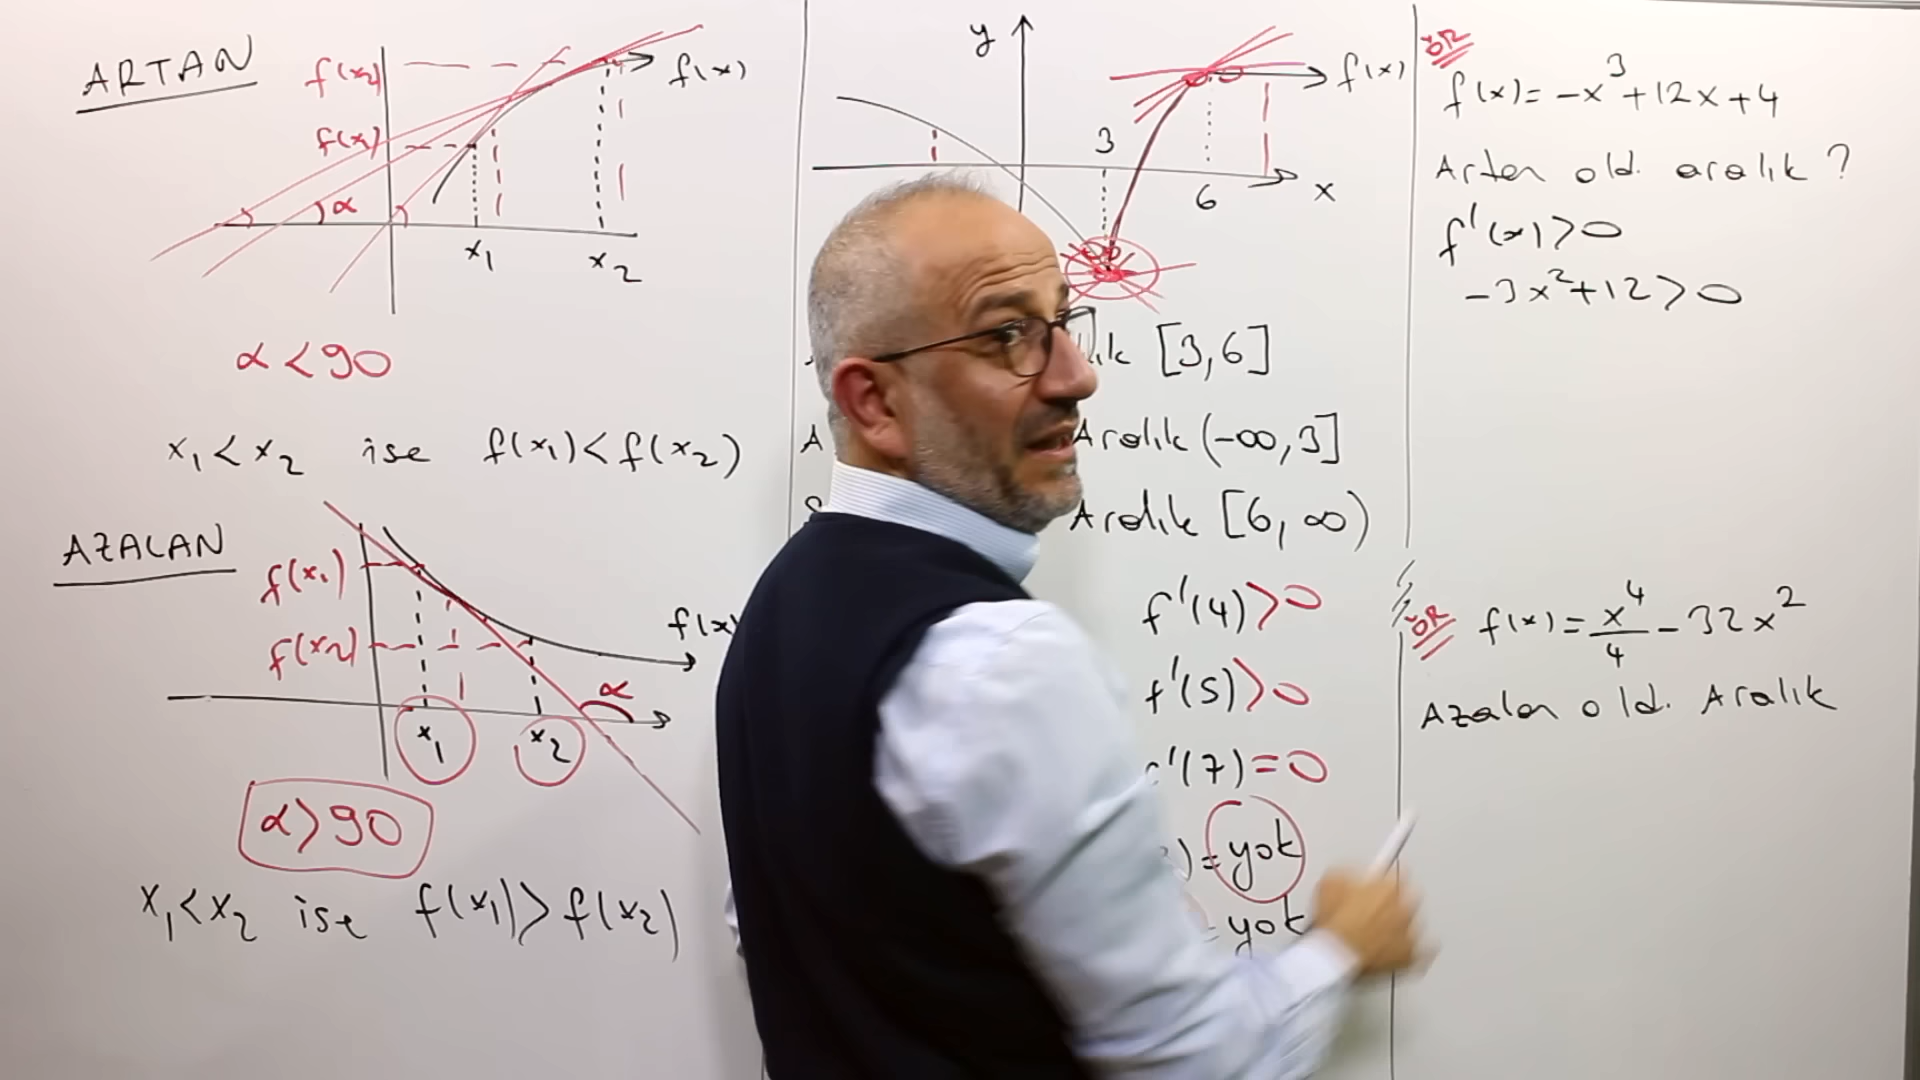 ARTAN
f(x₂)
f(x)
f(x₁)
α
x₁
x₂
α < 90
x₁ < x₂ ise f(x₁) < f(x₂)
AZALAN
f(x₁)
f(x₂)
f(x)
α
x₁
x₂
α > 90
x₁ < x₂ ise f(x₁) > f(x₂)
y
f(x)
3
6
x
[3,6]
A
Aralık (-∞,3]
Aralık [6,∞)
f'(4)>0
f'(5)>0
'(7)=0
)=yok
=yok
ÖR
f(x)=-x³+12x+4
Artan old. aralık?
f'(x)>0
-3x²+12>0
ÖR f(x)=x⁴/4-32x²
Azalan old. Aralık